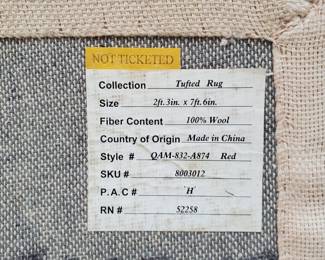 NOT TICKETED
Collection Tufted Rug
Size 2ft.3in. x 7ft.6in.
Fiber Content 100% Wool
Country of Origin Made in China
Style # QAM-832-A874 Red
SKU # 8003012
P.A.C # 'H'
RN # 52258